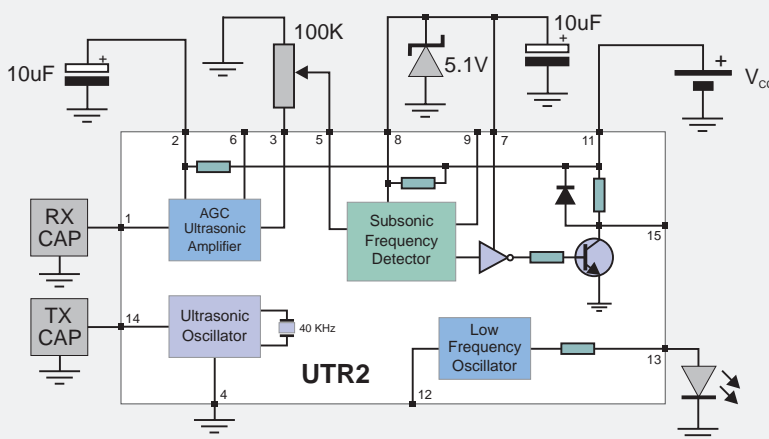 100K
10uF
5.1V
10uF
+
+
+
V
2
6
3
5
8
9
7
11
RX
CAP
1
AGC
Ultrasonic
Amplifier
Subsonic
Frequency
Detector
15
TX
CAP
14
Ultrasonic
Oscillator
40 KHz
Low
Frequency
Oscillator
13
UTR2
4
12